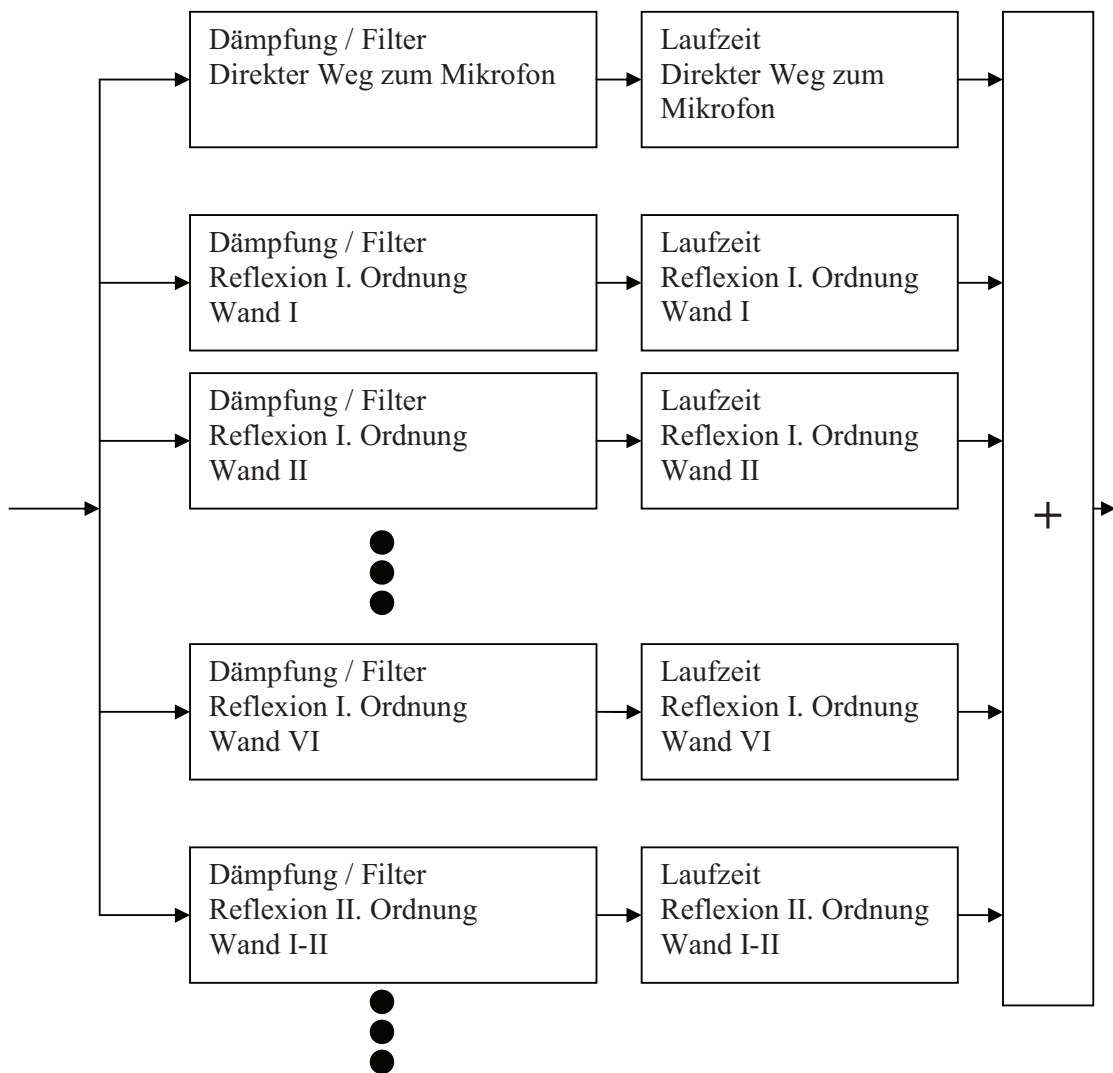 Dämpfung / Filter
Direkter Weg zum Mikrofon
Laufzeit
Direkter Weg zum
Mikrofon
Dämpfung / Filter
Reflexion I. Ordnung
Wand I
Laufzeit
Reflexion I. Ordnung
Wand I
Dämpfung / Filter
Reflexion I. Ordnung
Wand II
Laufzeit
Reflexion I. Ordnung
Wand II
+
Dämpfung / Filter
Reflexion I. Ordnung
Wand VI
Laufzeit
Reflexion I. Ordnung
Wand VI
Dämpfung / Filter
Reflexion II. Ordnung
Wand I-II
Laufzeit
Reflexion II. Ordnung
Wand I-II